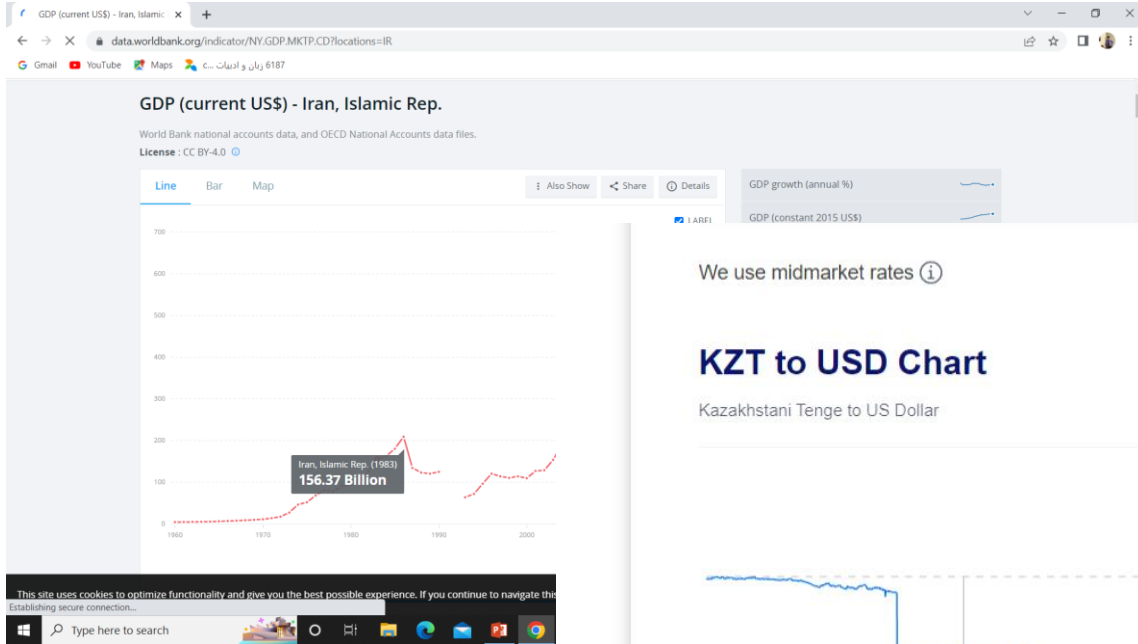 GDP (current US$) - Iran, Islamic
data.worldbank.org/indicator/NY.GDP.MKTP.CD?locations=IR
Gmail YouTube Maps 6187 زبان و ادبیات ...c
GDP (current US$) - Iran, Islamic Rep.
World Bank national accounts data, and OECD National Accounts data files.
License : CC BY-4.0
Line Bar Map Also Show Share Details
LABEL
GDP growth (annual %)
GDP (constant 2015 US$)
700
600
500
400
300
200
100
0
1960 1970 1980 1990 2000
Iran, Islamic Rep. (1983)
156.37 Billion
We use midmarket rates
KZT to USD Chart
Kazakhstani Tenge to US Dollar
This site uses cookies to optimize functionality and give you the best possible experience. If you continue to navigate this
Establishing secure connection...
Type here to search